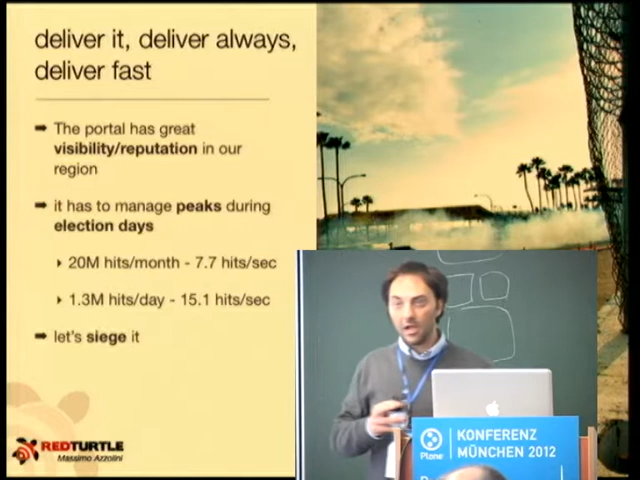 deliver it, deliver always,
deliver fast
The portal has great
visibility/reputation in our
region
it has to manage peaks during
election days
20M hits/month - 7.7 hits/sec
1.3M hits/day - 15.1 hits/sec
let's siege it
REDTURTLE
Massimo Azzolini
Plone
KONFERENZ
MÜNCHEN 2012